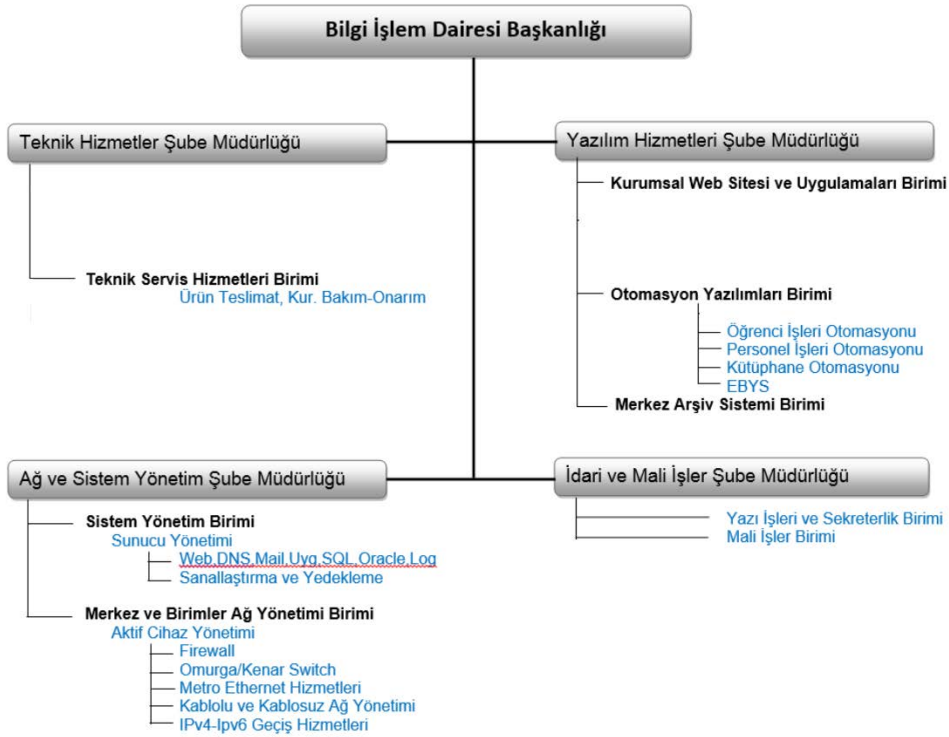 Bilgi İşlem Dairesi Başkanlığı
Teknik Hizmetler Şube Müdürlüğü
Teknik Servis Hizmetleri Birimi
Ürün Teslimat, Kur. Bakım-Onarım
Yazılım Hizmetleri Şube Müdürlüğü
Kurumsal Web Sitesi ve Uygulamaları Birimi
Otomasyon Yazılımları Birimi
Öğrenci İşleri Otomasyonu
Personel İşleri Otomasyonu
Kütüphane Otomasyonu
EBYS
Merkez Arşiv Sistemi Birimi
Ağ ve Sistem Yönetim Şube Müdürlüğü
Sistem Yönetim Birimi
Sunucu Yönetimi
Web,DNS,Mail,Uyg,SQL,Oracle,Log
Sanallaştırma ve Yedekleme
Merkez ve Birimler Ağ Yönetimi Birimi
Aktif Cihaz Yönetimi
Firewall
Omurga/Kenar Switch
Metro Ethernet Hizmetleri
Kablolu ve Kablosuz Ağ Yönetimi
IPv4-Ipv6 Geçiş Hizmetleri
İdari ve Mali İşler Şube Müdürlüğü
Yazı İşleri ve Sekreterlik Birimi
Mali İşler Birimi